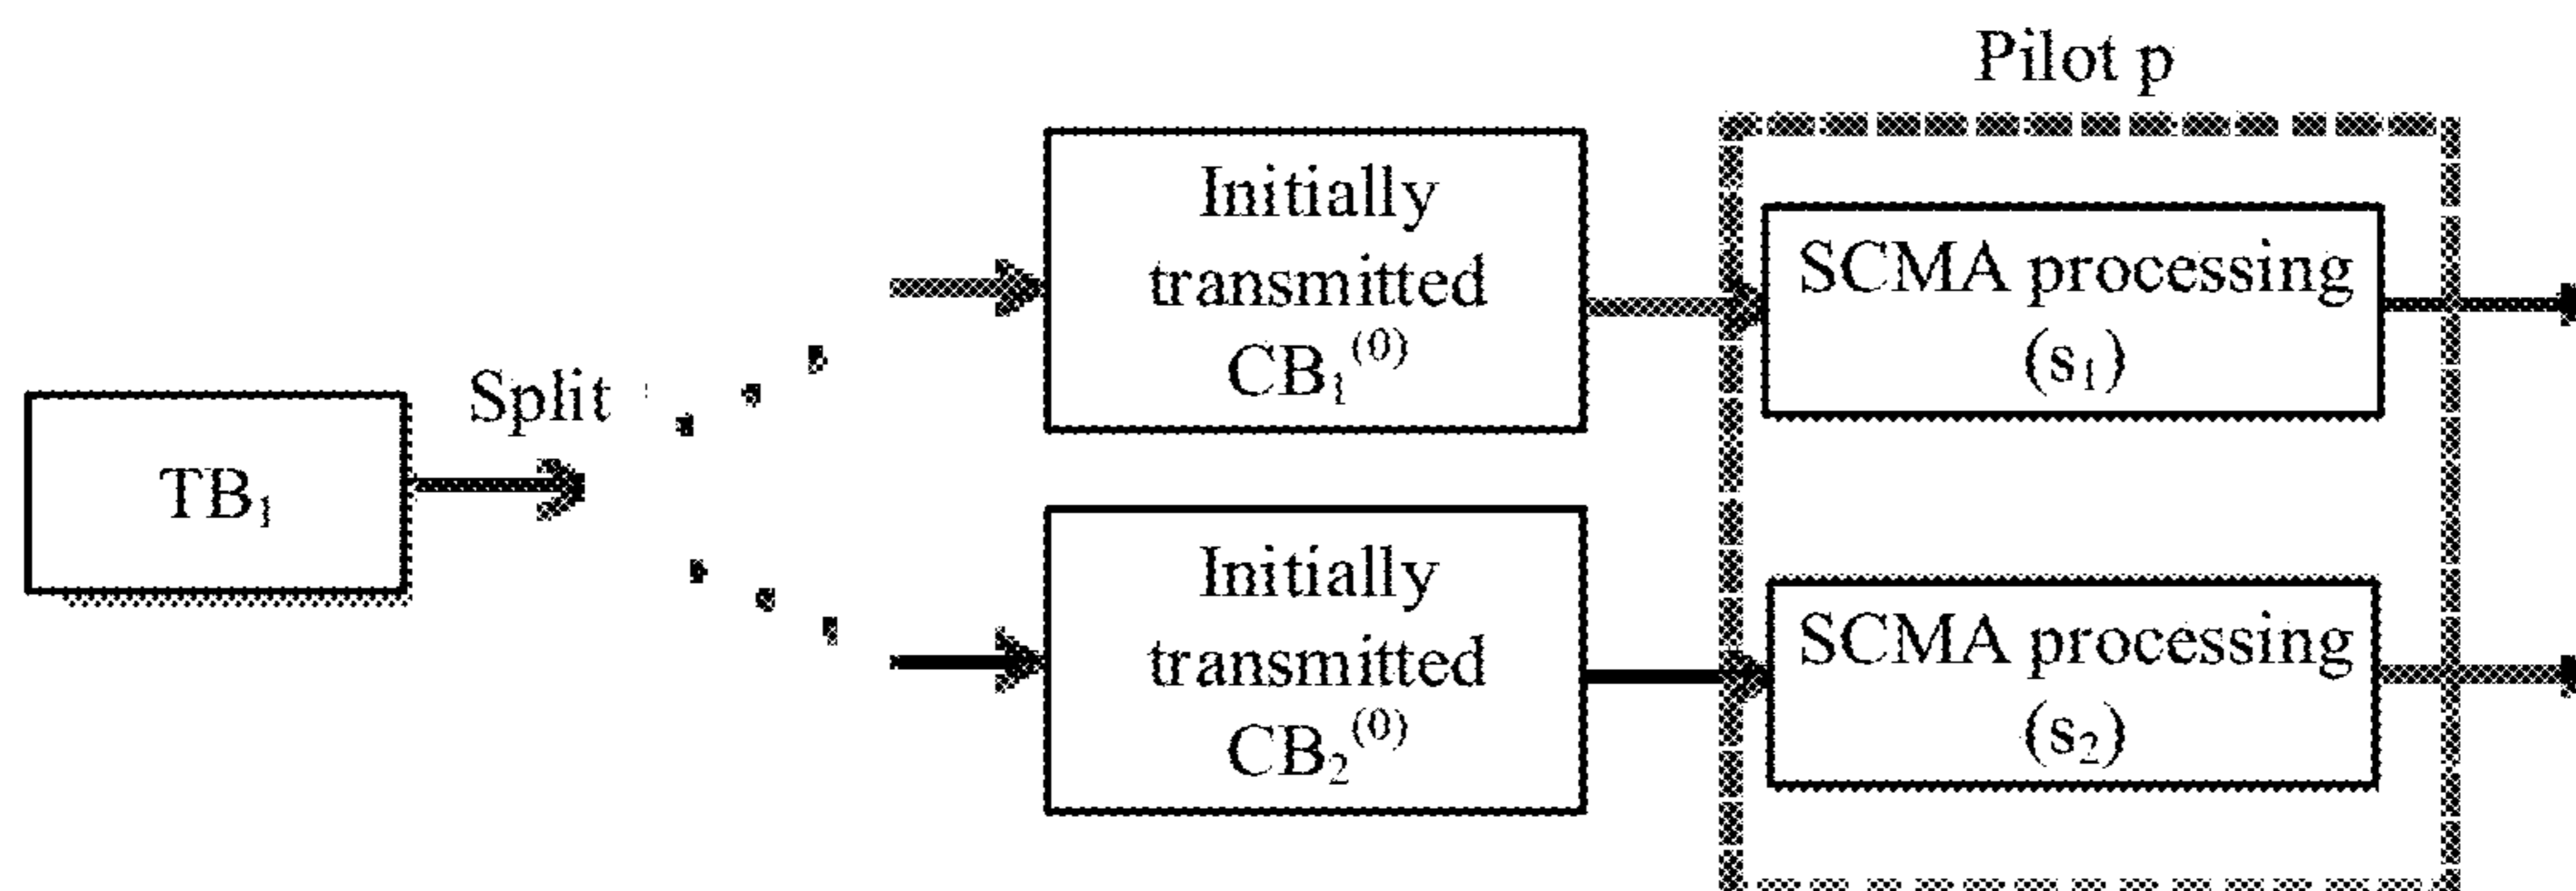 Pilot p
Initially
transmitted
CB₁⁽⁰⁾
SCMA processing
(s₁)
Split
TB₁
Initially
transmitted
CB₂⁽⁰⁾
SCMA processing
(s₂)